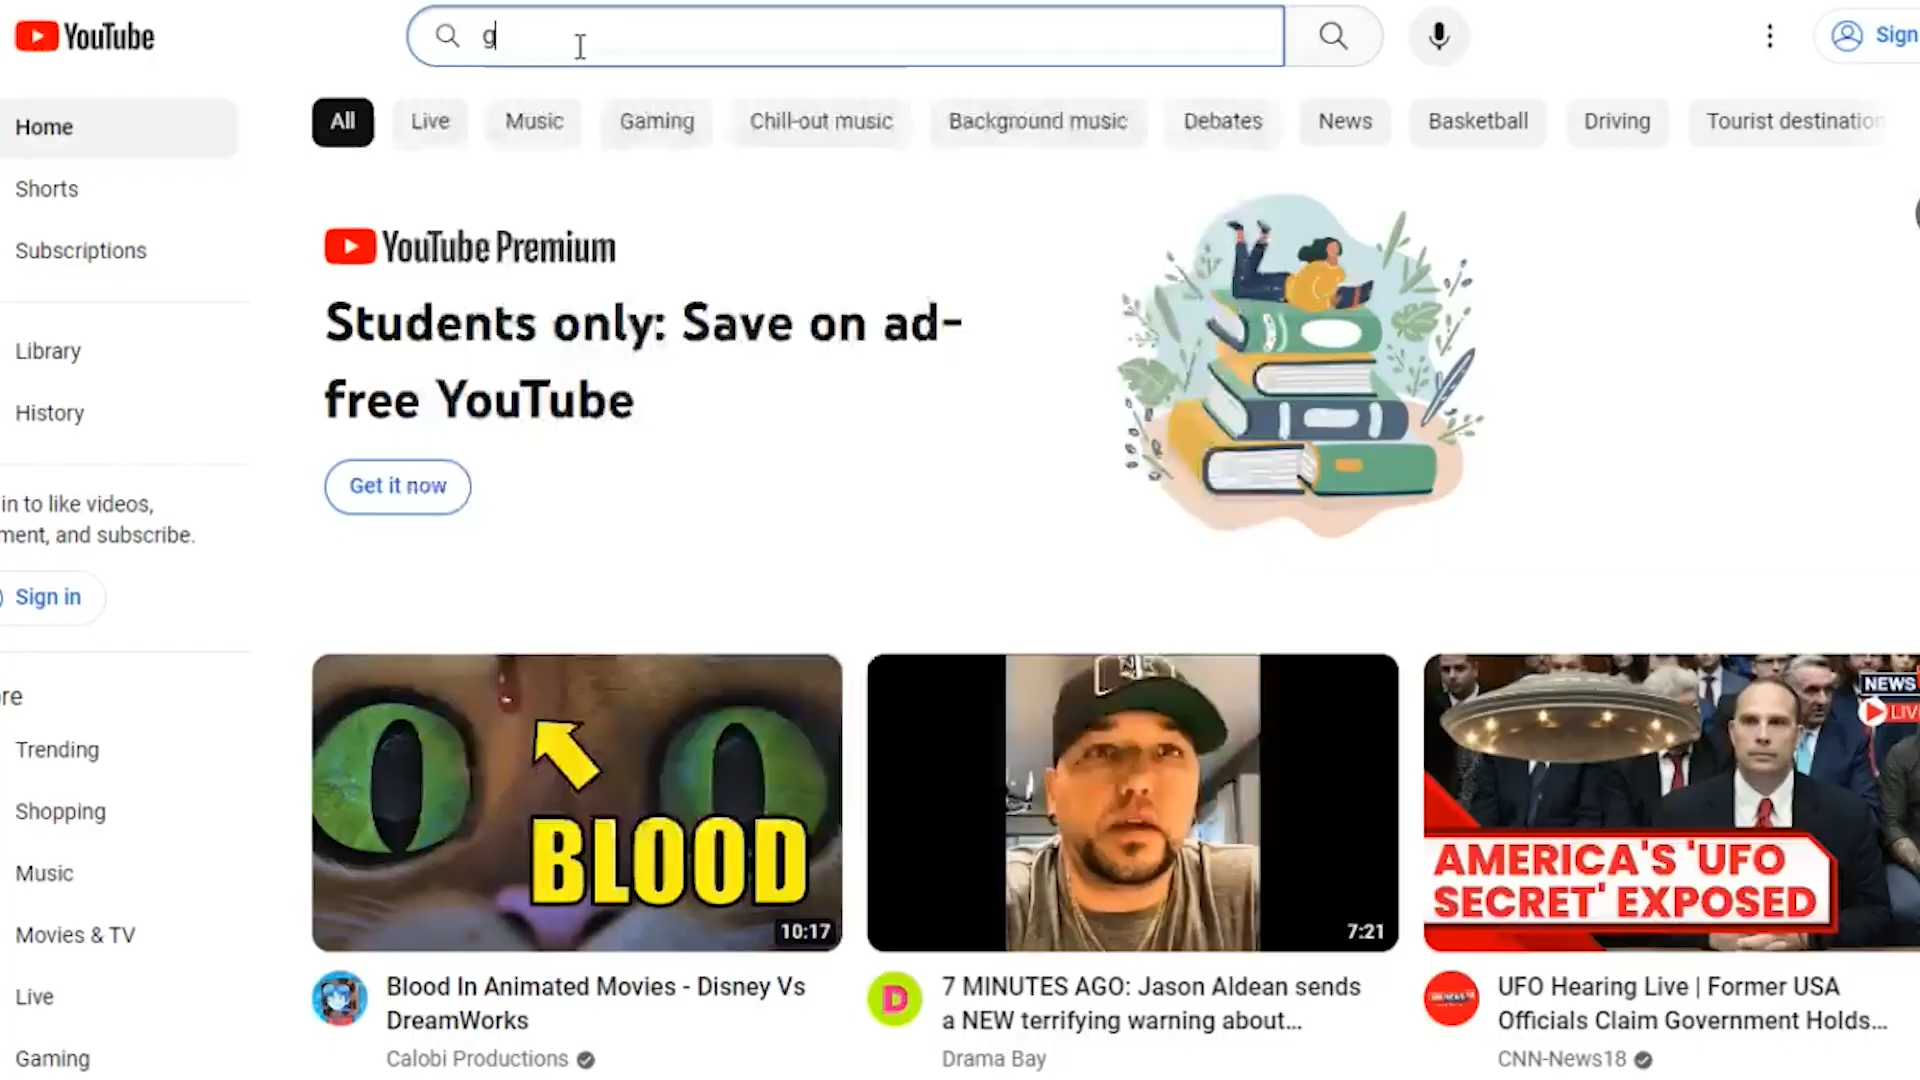 YouTube
g
Sign
All
Live
Music
Gaming
Chill-out music
Background music
Debates
News
Basketball
Driving
Tourist destination
Home
Shorts
Subscriptions
Library
History
in to like videos,
ment, and subscribe.
Sign in
re
Trending
Shopping
Music
Movies & TV
Live
Gaming
YouTube Premium
Students only: Save on ad-
free YouTube
Get it now
BLOOD
10:17
Blood In Animated Movies - Disney Vs
DreamWorks
Calobi Productions
7:21
D
7 MINUTES AGO: Jason Aldean sends
a NEW terrifying warning about...
Drama Bay
NEWS
LIV
AMERICA'S 'UFO
SECRET' EXPOSED
UFO Hearing Live | Former USA
Officials Claim Government Holds...
CNN-News18